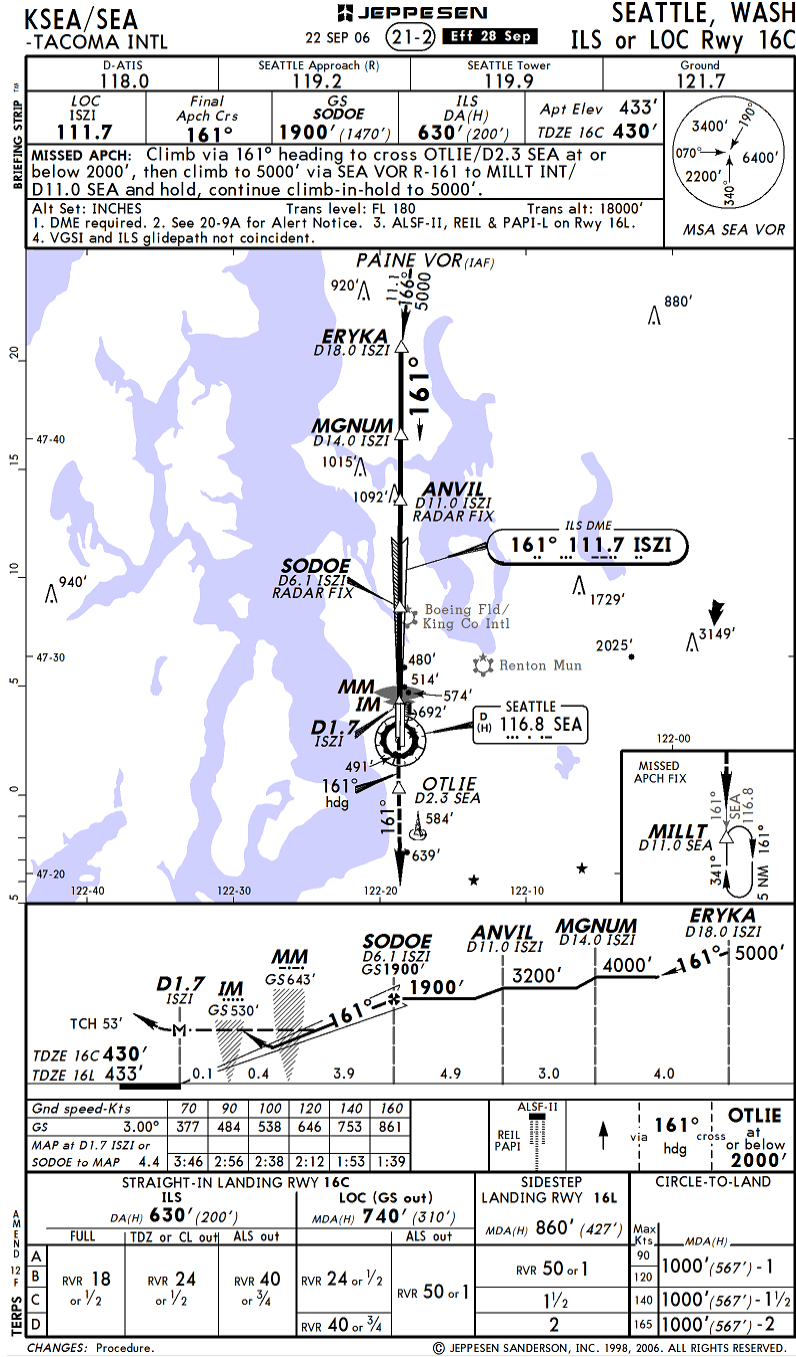 KSEA/SEA
-TACOMA INTL
JEPPESEN
22 SEP 06 21-2 Eff 28 Sep
SEATTLE, WASH
ILS or LOC Rwy 16C
BRIEFING STRIP
D-ATIS
118.0
SEATTLE Approach (R)
119.2
SEATTLE Tower
119.9
Ground
121.7
LOC
ISZI
111.7
Final
Apch Crs
161°
GS
SODOE
1900' (1470')
ILS
DA(H)
630' (200')
Apt Elev 433'
TDZE 16C 430'
MISSED APCH: Climb via 161° heading to cross OTLIE/D2.3 SEA at or
below 2000', then climb to 5000' via SEA VOR R-161 to MILLT INT/
D11.0 SEA and hold, continue climb-in-hold to 5000'.
Alt Set: INCHES Trans level: FL 180 Trans alt: 18000'
1. DME required. 2. See 20-9A for Alert Notice. 3. ALSF-II, REIL & PAPI-L on Rwy 16L.
4. VGSI and ILS glidepath not coincident.
3400'
190°
070°
6400'
2200'
340°
MSA SEA VOR
PAINE VOR (IAF)
920'
11.1
166°
5000
880'
ERYKA
D18.0 ISZI
161°
20
MGNUM
D14.0 ISZI
47-40
1015'
15
1092'
ANVIL
D11.0 ISZI
RADAR FIX
ILS DME
161° 111.7 ISZI
SODOE
D6.1 ISZI
RADAR FIX
10
940'
1729'
Boeing Fld/
King Co Intl
3149'
2025'
47-30
480'
Renton Mun
514'
5
MM
574'
IM
692'
SEATTLE
D
(H) 116.8 SEA
D1.7
ISZI
122-00
491'
161°
hdg
OTLIE
D2.3 SEA
0
161°
584'
639'
MISSED
APCH FIX
161°
SEA
116.8
MILLT
D11.0 SEA
341°
161°
5 NM
47-20
122-40
122-30
122-20
122-10
5
ERYKA
D18.0 ISZI
MGNUM
D14.0 ISZI
ANVIL
D11.0 ISZI
SODOE
D6.1 ISZI
GS1900'
MM
GS 643'
IM
GS 530'
D1.7
ISZI
161°
5000'
4000'
3200'
1900'
161°
TCH 53'
M
TDZE 16C 430'
TDZE 16L 433'
0.1 0.4 3.9 4.9 3.0 4.0
Gnd speed-Kts 70 90 100 120 140 160
GS 3.00° 377 484 538 646 753 861
MAP at D1.7 ISZI or
SODOE to MAP 4.4 3:46 2:56 2:38 2:12 1:53 1:39
ALSF-II
REIL
PAPI
via
161°
hdg
cross
OTLIE
at
or below
2000'
STRAIGHT-IN LANDING RWY 16C
ILS
DA(H) 630' (200')
FULL
TDZ or CL out
ALS out
LOC (GS out)
MDA(H) 740' (310')
ALS out
SIDESTEP
LANDING RWY 16L
MDA(H) 860' (427')
CIRCLE-TO-LAND
Max
Kts
MDA(H)
A
B
C
D
RVR 18
or 1/2
RVR 24
or 1/2
RVR 40
or 3/4
RVR 24 or 1/2
RVR 40 or 3/4
RVR 50 or 1
RVR 50 or 1
1 1/2
2
90
120
1000' (567') - 1
140
1000' (567') - 1 1/2
165
1000' (567') - 2
TERPS
AMEND 12F
CHANGES: Procedure.
© JEPPESEN SANDERSON, INC. 1998, 2006. ALL RIGHTS RESERVED.